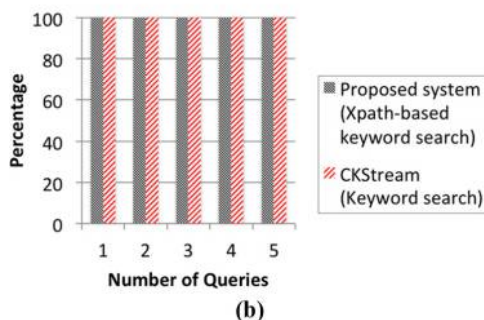 100
80
60
40
20
0
Percentage
1 2 3 4 5
Number of Queries
Proposed system
(Xpath-based
keyword search)
CKStream
(Keyword search)
(b)